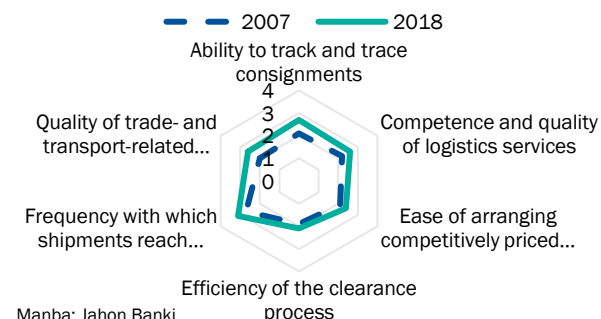 2007 2018
Ability to track and trace
consignments
4
3
2
1
0
Competence and quality
of logistics services
Ease of arranging
competitively priced...
Efficiency of the clearance
process
Frequency with which
shipments reach...
Quality of trade- and
transport-related...
Manba: Jahon Banki